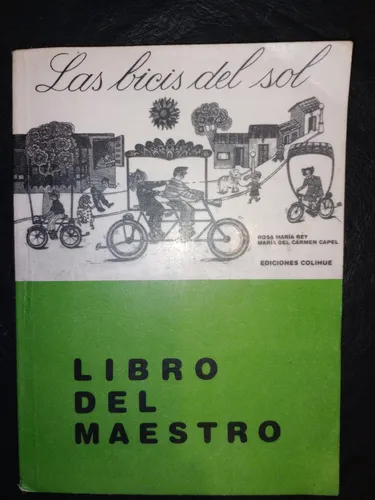 Las bicis del sol
ROSA MARÍA REY
MARÍA DEL CARMEN CAPEL
EDICIONES COLIHUE
LIBRO
DEL
MAESTRO